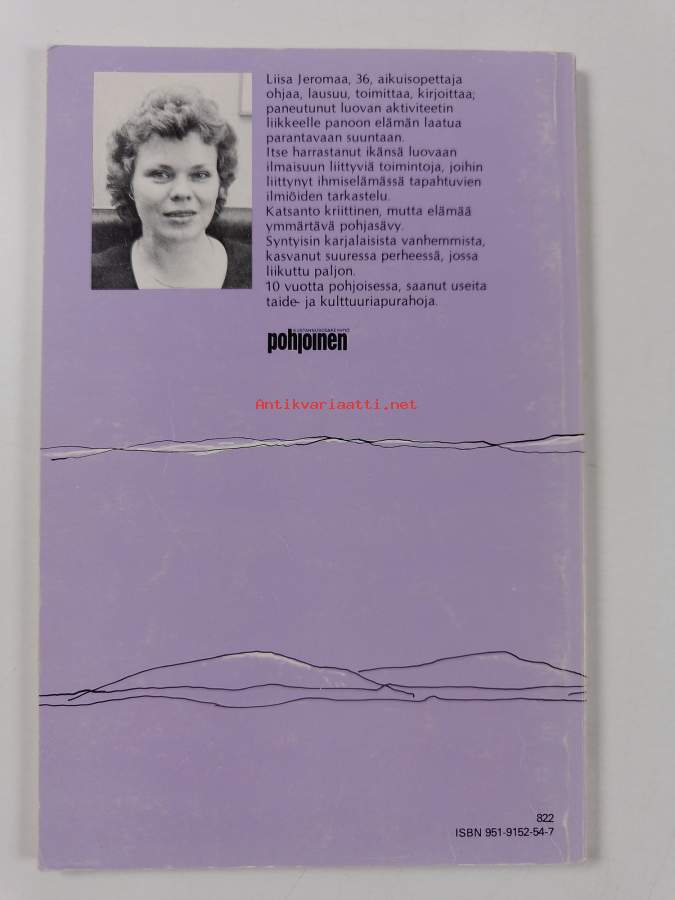 Liisa Jeromaa, 36, aikuisopettaja
ohjaa, lausuu, toimittaa, kirjoittaa;
paneutunut luovan aktiviteetin
liikkeelle panoon elämän laatua
parantavaan suuntaan.
Itse harrastanut ikänsä luovaan
ilmaisuun liittyviä toimintoja, joihin
liittynyt ihmiselämässä tapahtuvien
ilmiöiden tarkastelu.
Katsanto kriittinen, mutta elämää
ymmärtävä pohjasävy.
Syntyisin karjalaisista vanhemmista,
kasvanut suuressa perheessä, jossa
liikuttu paljon.
10 vuotta pohjoisessa, saanut useita
taide- ja kulttuuriapurahoja.
KUSTANNUSOSAKEYHTIÖ
pohjoinen
Antikvariaatti.net
822
ISBN 951-9152-54-7